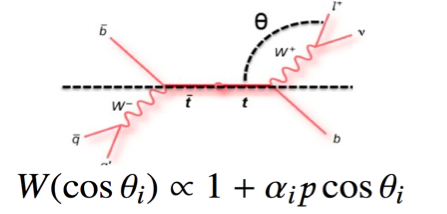 l⁺
θ
ν
b̄
W⁺
t̄
t
W⁻
q̄
b
q'
W(cos θᵢ) ∝ 1 + αᵢp cos θᵢ